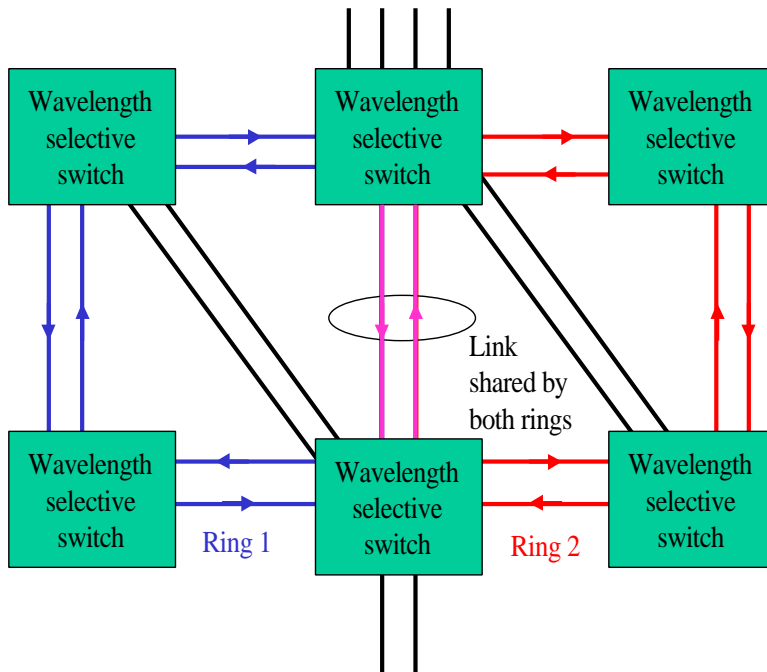 Wavelength
selective
switch
Wavelength
selective
switch
Wavelength
selective
switch
Link
shared by
both rings
Wavelength
selective
switch
Wavelength
selective
switch
Wavelength
selective
switch
Ring 1
Ring 2